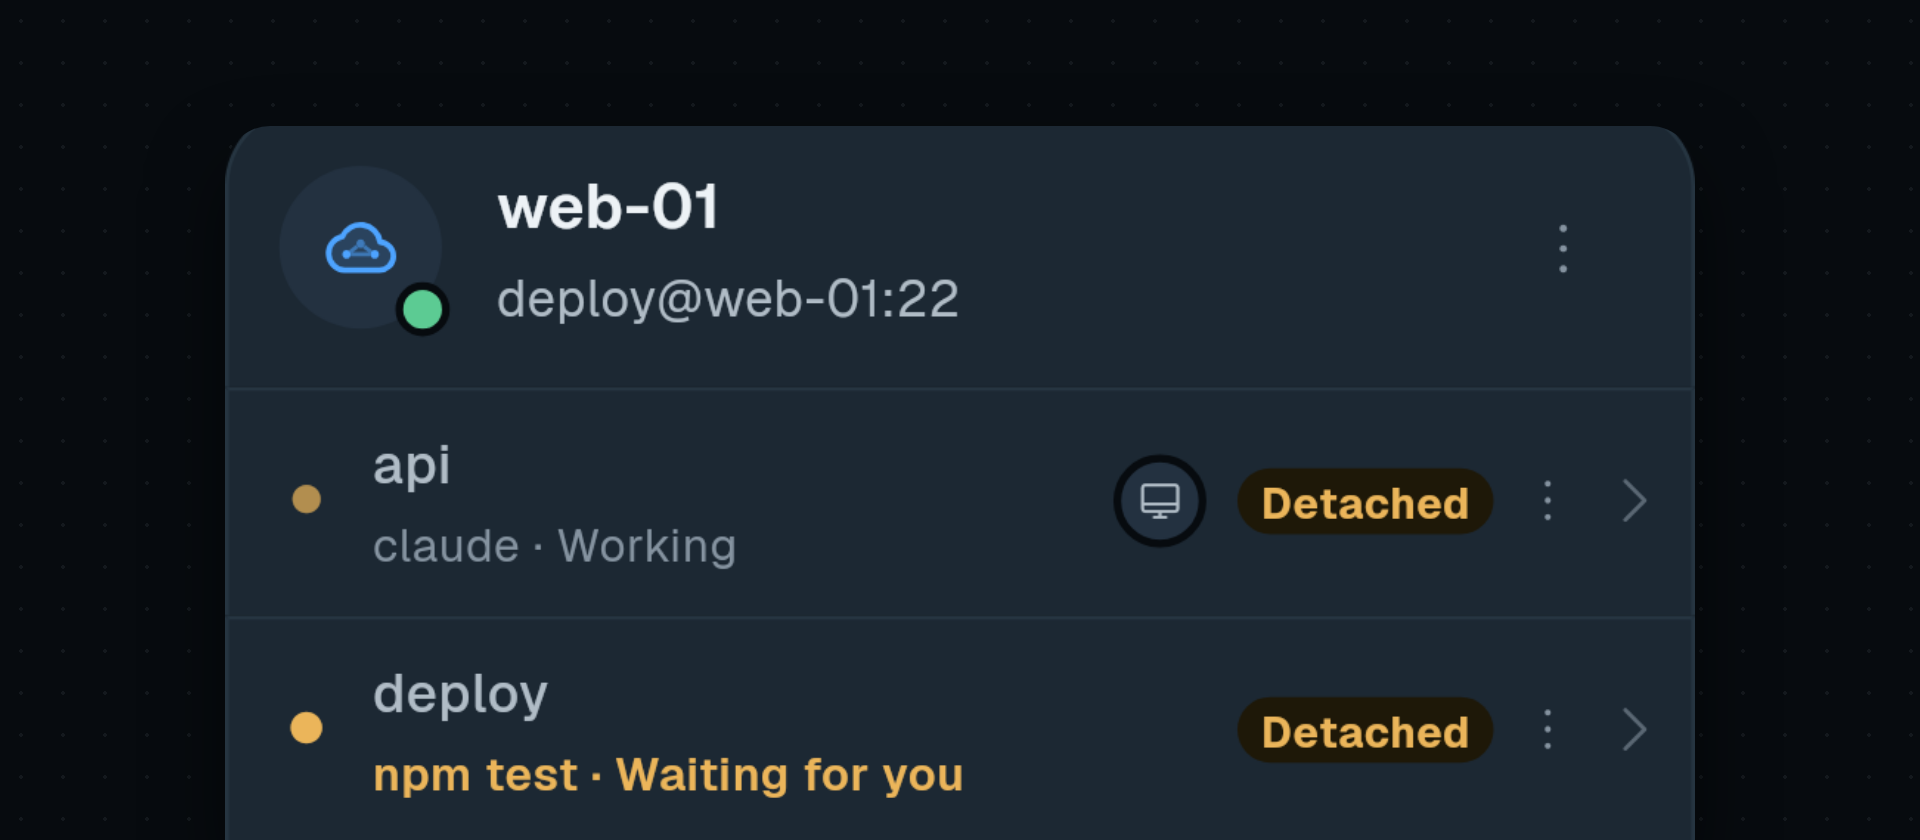 web-01
deploy@web-01:22
api
claude · Working
Detached
deploy
npm test · Waiting for you
Detached